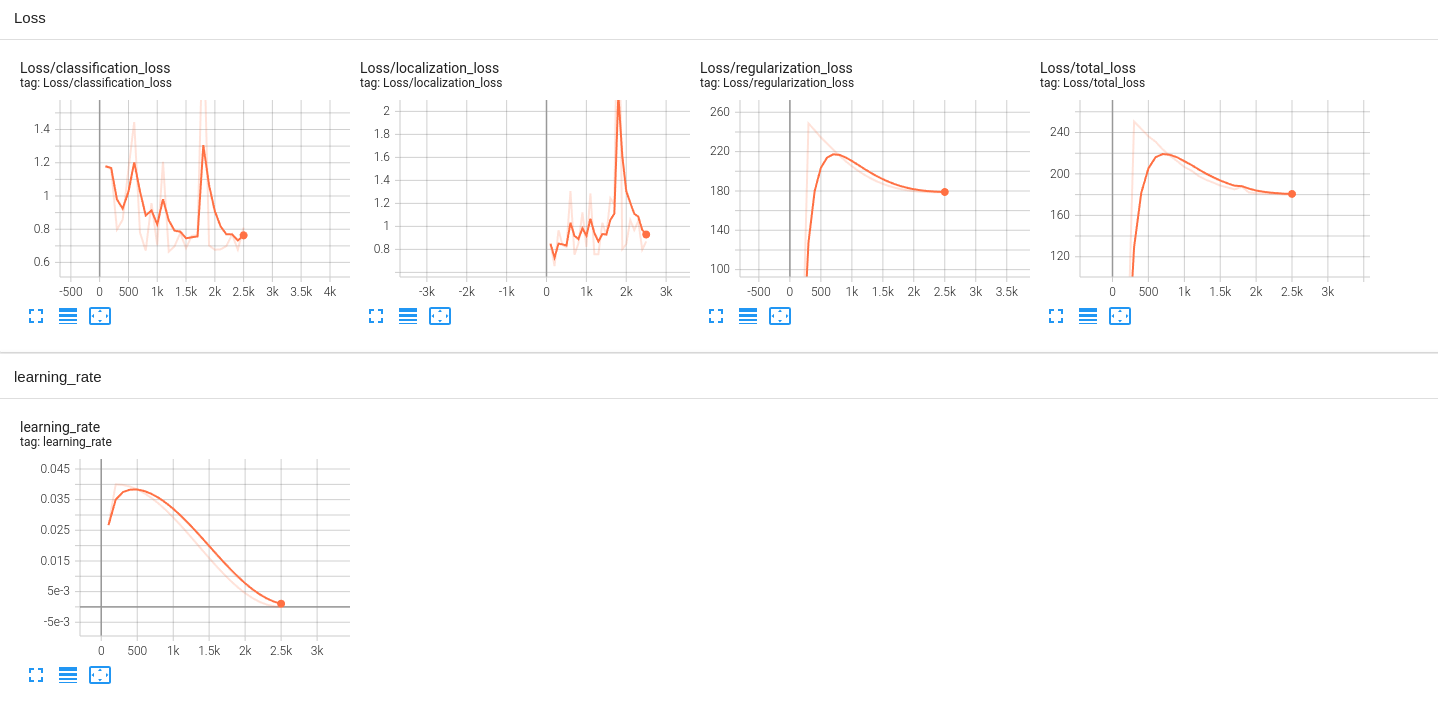 Loss
Loss/classification_loss
tag: Loss/classification_loss
1.4
1.2
1
0.8
0.6
-500 0 500 1k 1.5k 2k 2.5k 3k 3.5k 4k
Loss/localization_loss
tag: Loss/localization_loss
2
1.8
1.6
1.4
1.2
1
0.8
-3k -2k -1k 0 1k 2k 3k
Loss/regularization_loss
tag: Loss/regularization_loss
260
220
180
140
100
-500 0 500 1k 1.5k 2k 2.5k 3k 3.5k
Loss/total_loss
tag: Loss/total_loss
240
200
160
120
0 500 1k 1.5k 2k 2.5k 3k
learning_rate
learning_rate
tag: learning_rate
0.045
0.035
0.025
0.015
5e-3
-5e-3
0 500 1k 1.5k 2k 2.5k 3k